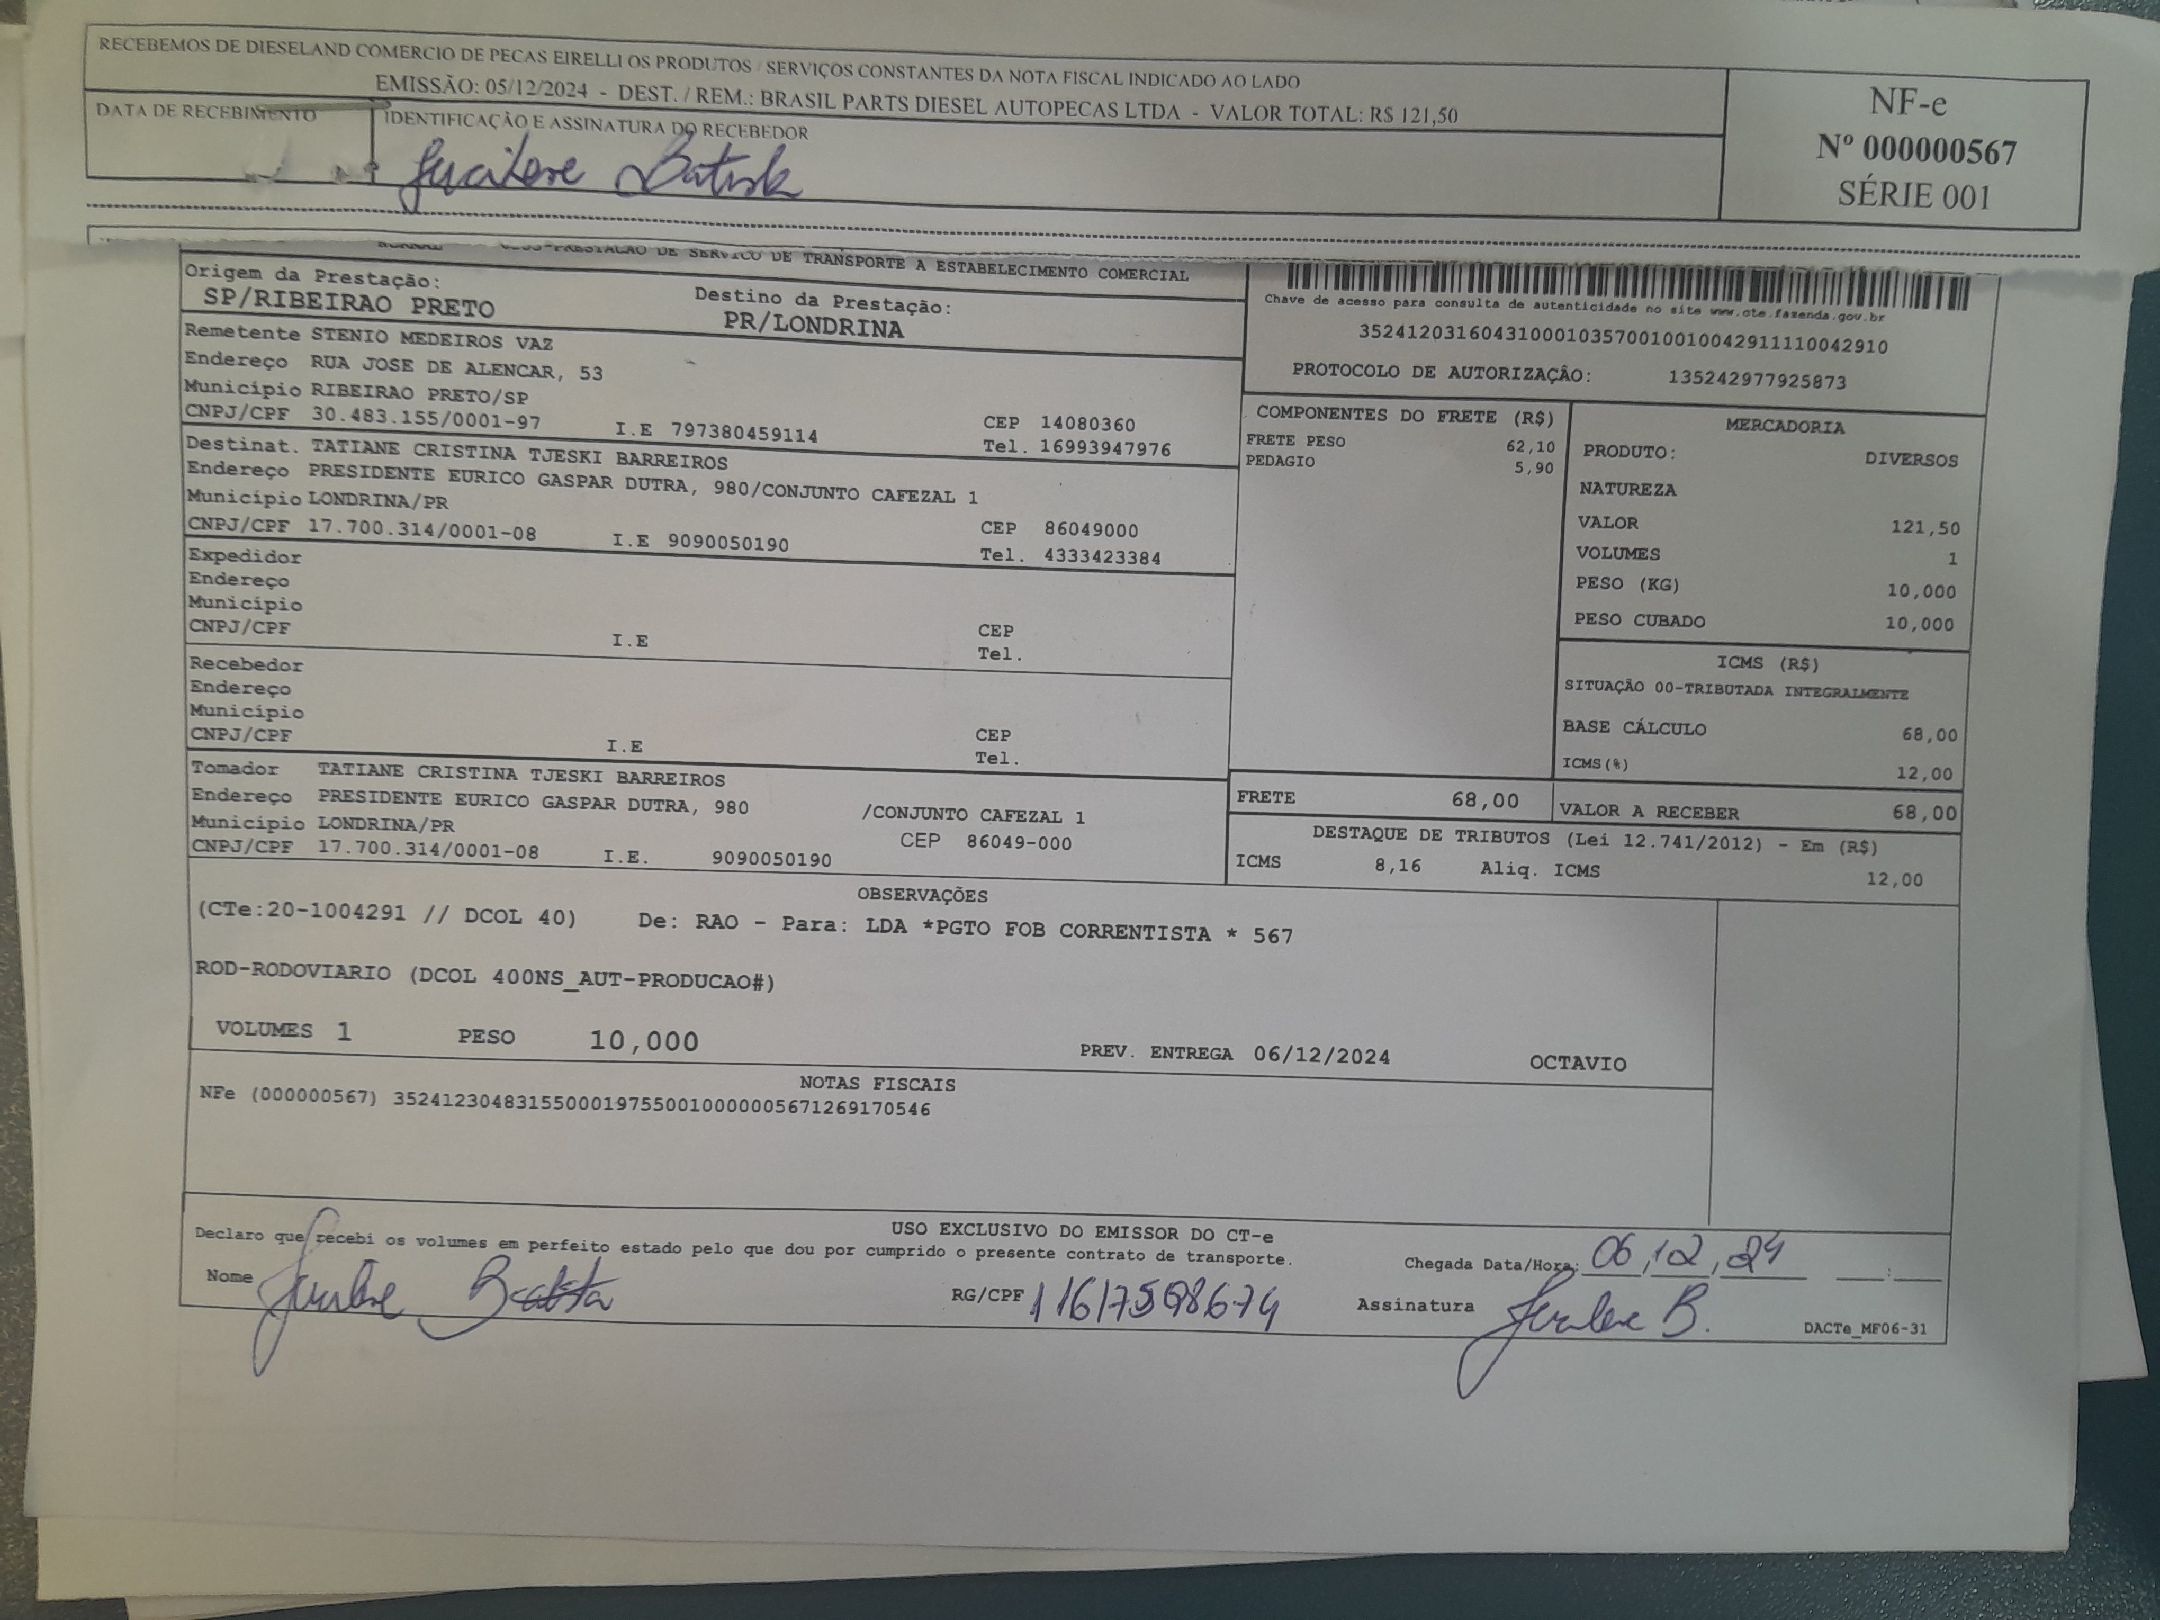 RECEBEMOS DE DIESELAND COMERCIO DE PECAS EIRELLI OS PRODUTOS / SERVIÇOS CONSTANTES DA NOTA FISCAL INDICADO AO LADO
EMISSÃO: 05/12/2024 - DEST. / REM.: BRASIL PARTS DIESEL AUTOPECAS LTDA - VALOR TOTAL: R$ 121,50
DATA DE RECEBIMENTO
IDENTIFICAÇÃO E ASSINATURA DO RECEBEDOR
Batista
NF-e
Nº 000000567
SÉRIE 001
PRESTACAO DE SERVICO DE TRANSPORTE A ESTABELECIMENTO COMERCIAL
Origem da Prestação:
SP/RIBEIRAO PRETO
Destino da Prestação:
PR/LONDRINA
Chave de acesso para consulta de autenticidade no site www.cte.fazenda.gov.br
35241203160431000103570010010042911110042910
PROTOCOLO DE AUTORIZAÇÃO: 135242977925873
Remetente STENIO MEDEIROS VAZ
Endereço RUA JOSE DE ALENCAR, 53
Município RIBEIRAO PRETO/SP
CEP 14080360
CNPJ/CPF 30.483.155/0001-97 I.E 797380459114 Tel. 16993947976
Destinat. TATIANE CRISTINA TJESKI BARREIROS
Endereço PRESIDENTE EURICO GASPAR DUTRA, 980/CONJUNTO CAFEZAL 1
Município LONDRINA/PR CEP 86049000
CNPJ/CPF 17.700.314/0001-08 I.E 9090050190 Tel. 4333423384
Expedidor
Endereço
Município CEP
CNPJ/CPF I.E Tel.
Recebedor
Endereço
Município CEP
CNPJ/CPF I.E Tel.
Tomador TATIANE CRISTINA TJESKI BARREIROS
Endereço PRESIDENTE EURICO GASPAR DUTRA, 980 /CONJUNTO CAFEZAL 1
Município LONDRINA/PR CEP 86049-000
CNPJ/CPF 17.700.314/0001-08 I.E. 9090050190
COMPONENTES DO FRETE (R$)
FRETE PESO 62,10
PEDAGIO 5,90
MERCADORIA
PRODUTO: DIVERSOS
NATUREZA
VALOR 121,50
VOLUMES 1
PESO (KG) 10,000
PESO CUBADO 10,000
ICMS (R$)
SITUAÇÃO 00-TRIBUTADA INTEGRALMENTE
BASE CÁLCULO 68,00
ICMS(%) 12,00
FRETE 68,00 VALOR A RECEBER 68,00
DESTAQUE DE TRIBUTOS (Lei 12.741/2012) - Em (R$)
ICMS 8,16 Aliq. ICMS 12,00
OBSERVAÇÕES
(CTe:20-1004291 // DCOL 40) De: RAO - Para: LDA *PGTO FOB CORRENTISTA * 567
ROD-RODOVIARIO (DCOL 400NS_AUT-PRODUCAO#)
VOLUMES 1 PESO 10,000 PREV. ENTREGA 06/12/2024 OCTAVIO
NOTAS FISCAIS
NFe (000000567) 35241230483155000197550010000005671269170546
USO EXCLUSIVO DO EMISSOR DO CT-e
Declaro que recebi os volumes em perfeito estado pelo que dou por cumprido o presente contrato de transporte.
Chegada Data/Hora: 06,12,24
Nome Batista
RG/CPF 11617598674
Assinatura B.
DACTe_MF06-31